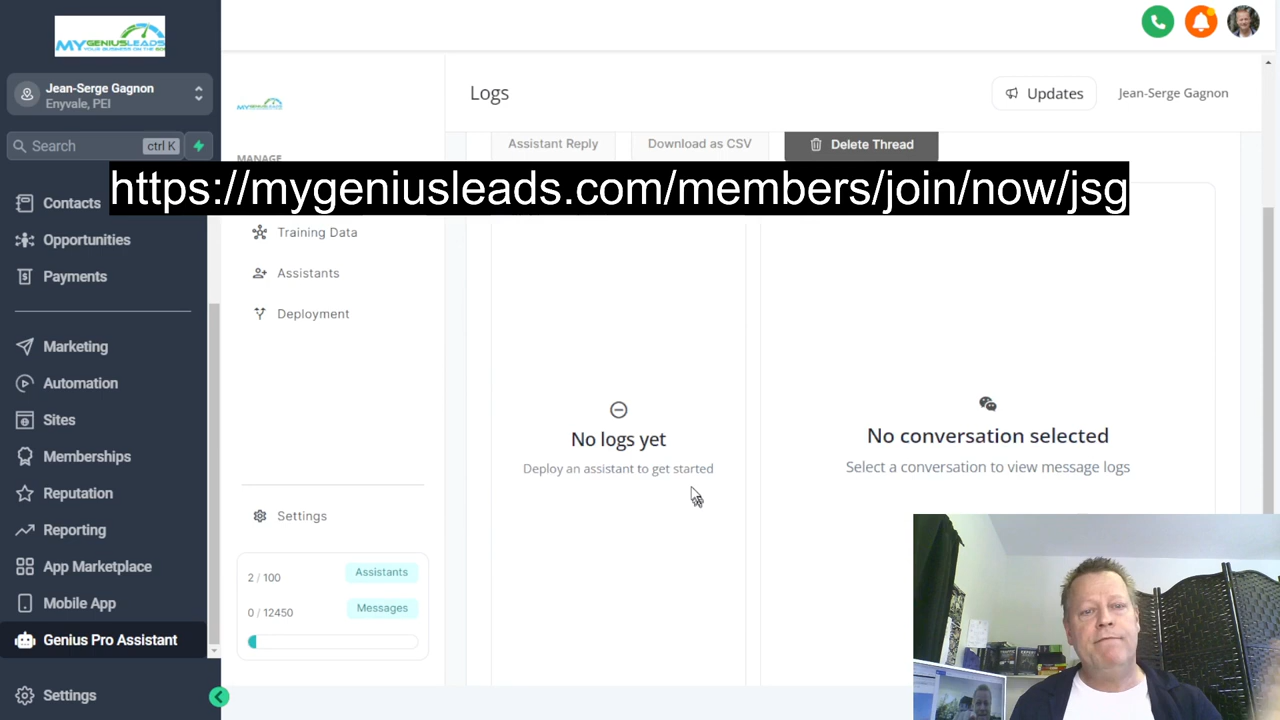 MYGENIUSLEADS
Jean-Serge Gagnon
Enyvale, PEI
Search
ctrl K
Contacts
Opportunities
Payments
Marketing
Automation
Sites
Memberships
Reputation
Reporting
App Marketplace
Mobile App
Genius Pro Assistant
Settings
MANAGE
Training Data
Assistants
Deployment
Settings
2 / 100 Assistants
0 / 12450 Messages
Logs
Updates
Jean-Serge Gagnon
Assistant Reply
Download as CSV
Delete Thread
https://mygeniusleads.com/members/join/now/jsg
No logs yet
Deploy an assistant to get started
No conversation selected
Select a conversation to view message logs